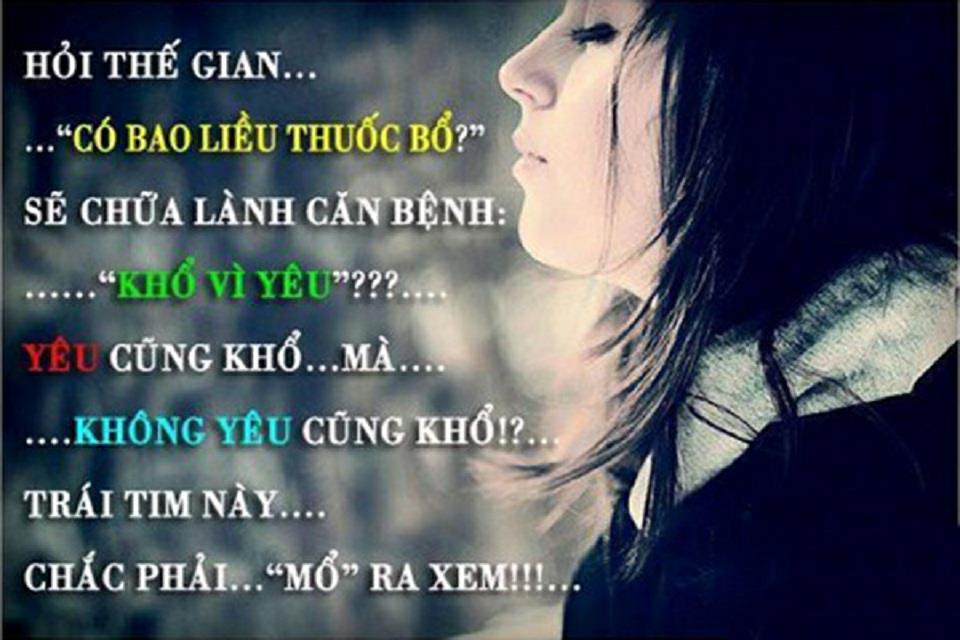 HỎI THẾ GIAN...
..."CÓ BAO LIỀU THUỐC BỔ?"
SẼ CHỮA LÀNH CĂN BỆNH:
......"KHỔ VÌ YÊU"???....
YÊU CŨNG KHỔ...MÀ....
....KHÔNG YÊU CŨNG KHỔ!?...
TRÁI TIM NÀY....
CHẮC PHẢI..."MỔ" RA XEM!!!...